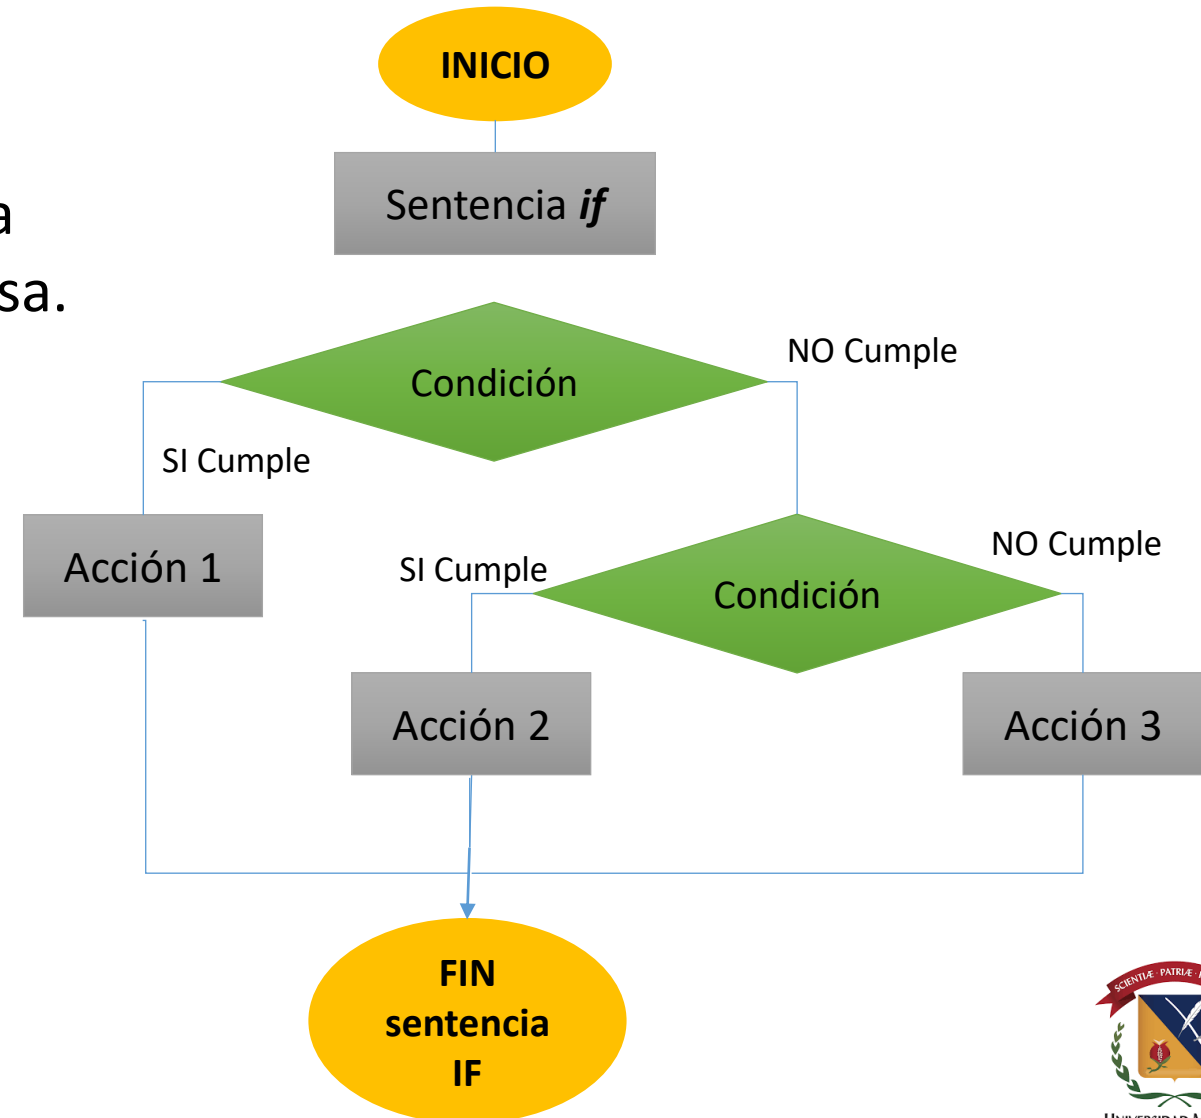 INICIO
Sentencia if
a
sa.
Condición
NO Cumple
SI Cumple
Acción 1
SI Cumple
NO Cumple
Condición
Acción 2
Acción 3
FIN
sentencia
IF
SCIENTIÆ · PATRIÆ ·
UNIVERSIDAD